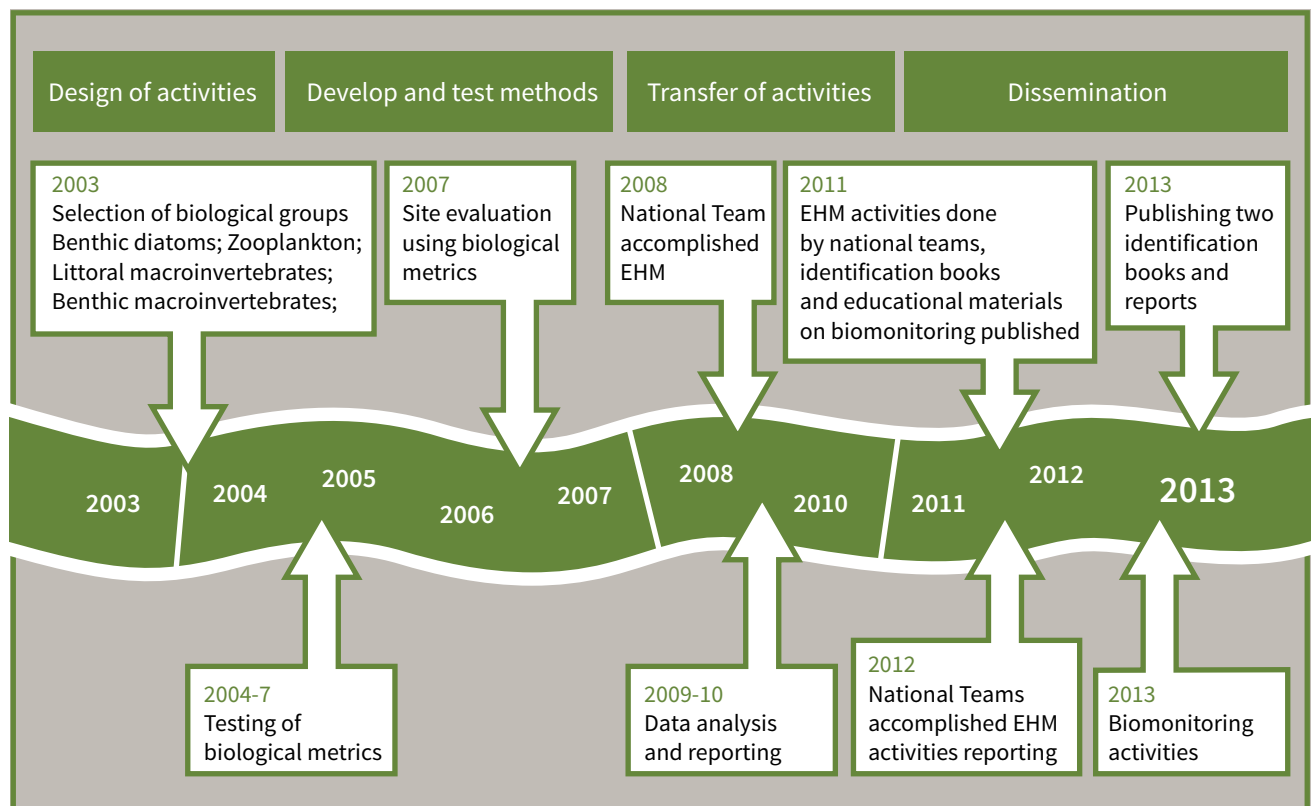 Design of activities
Develop and test methods
Transfer of activities
Dissemination
2003
Selection of biological groups
Benthic diatoms; Zooplankton;
Littoral macroinvertebrates;
Benthic macroinvertebrates;
2007
Site evaluation
using biological
metrics
2008
National Team
accomplished
EHM
2011
EHM activities done
by national teams,
identification books
and educational materials
on biomonitoring published
2013
Publishing two
identification
books and
reports
2003
2004
2005
2006
2007
2008
2010
2011
2012
2013
2004-7
Testing of
biological metrics
2009-10
Data analysis
and reporting
2012
National Teams
accomplished EHM
activities reporting
2013
Biomonitoring
activities